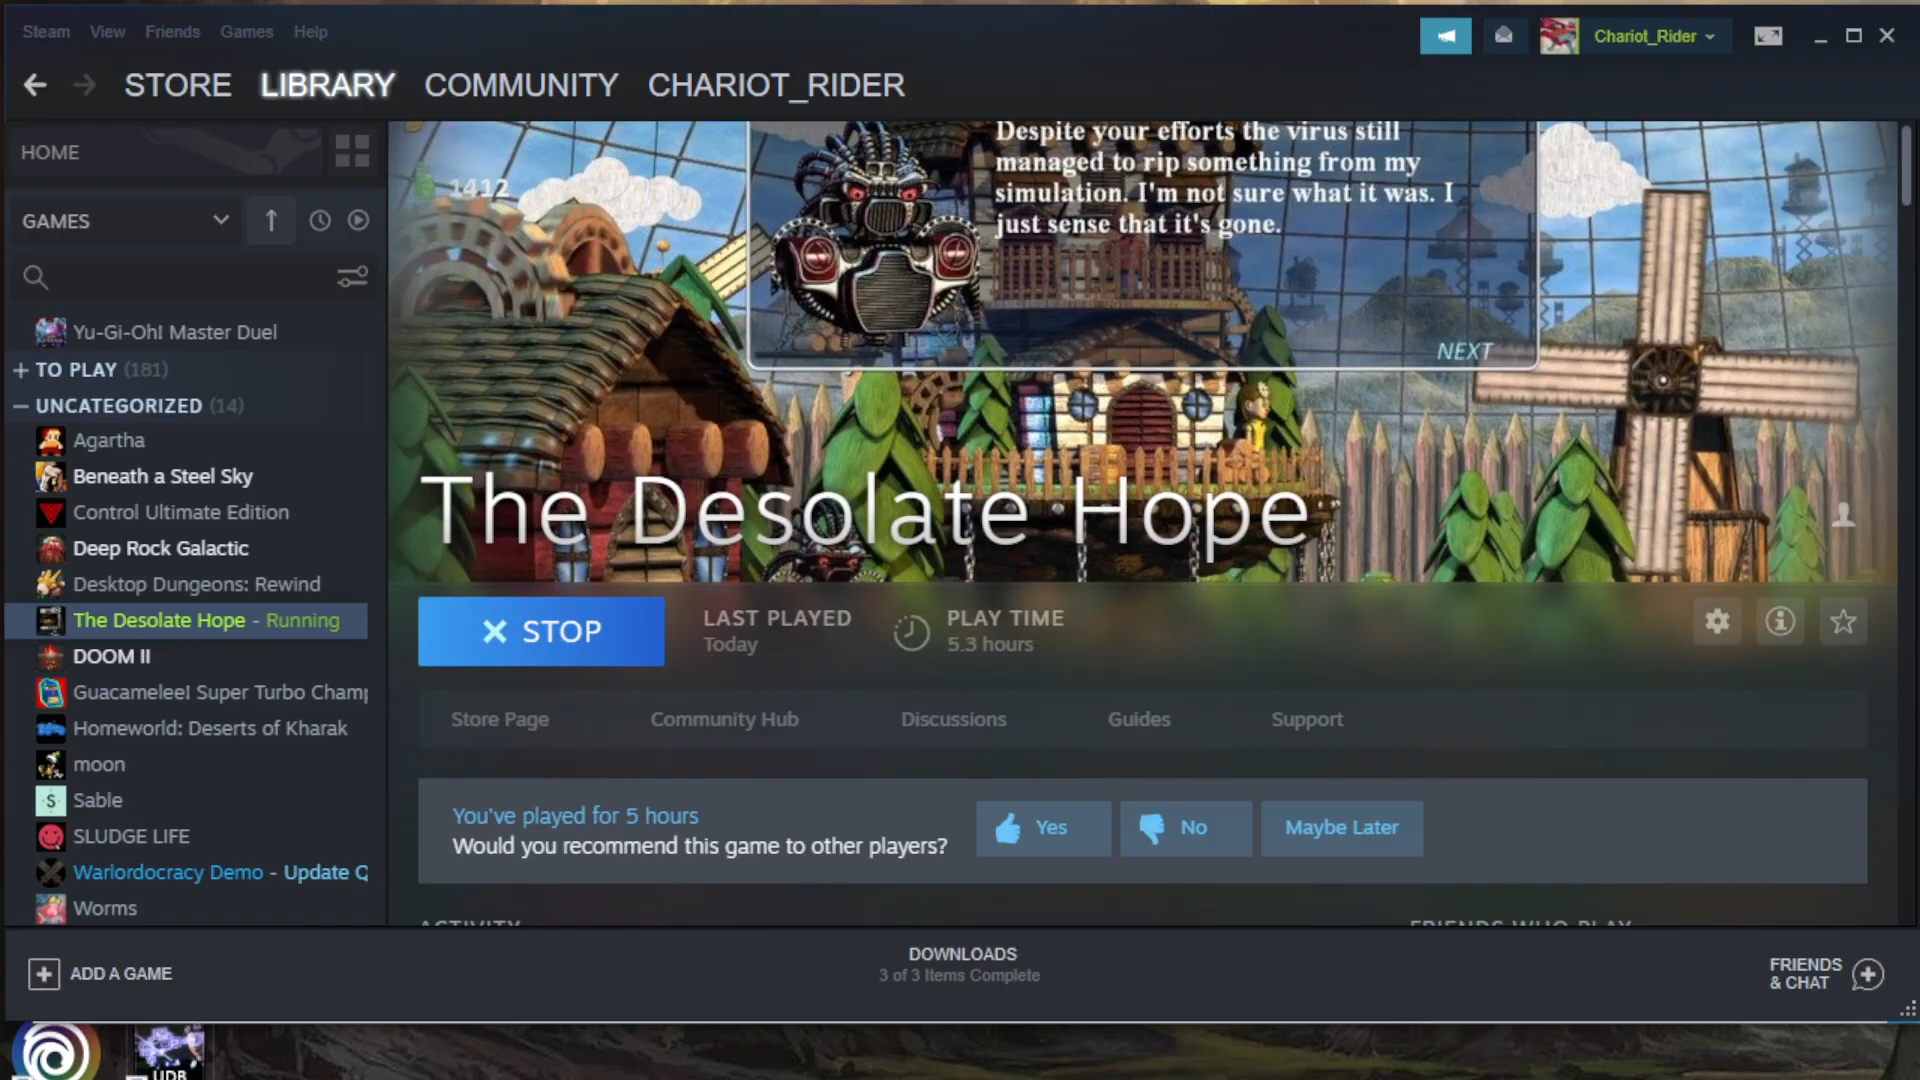 Steam View Friends Games Help
Chariot_Rider
STORE LIBRARY COMMUNITY CHARIOT_RIDER
HOME
GAMES
Yu-Gi-Oh! Master Duel
+ TO PLAY (181)
– UNCATEGORIZED (14)
Agartha
Beneath a Steel Sky
Control Ultimate Edition
Deep Rock Galactic
Desktop Dungeons: Rewind
The Desolate Hope - Running
DOOM II
Guacamelee! Super Turbo Champ
Homeworld: Deserts of Kharak
moon
S
Sable
SLUDGE LIFE
Warlordocracy Demo - Update Q
Worms
1412
Despite your efforts the virus still
managed to rip something from my
simulation. I'm not sure what it was. I
just sense that it's gone.
NEXT
The Desolate Hope
STOP
LAST PLAYED
Today
PLAY TIME
5.3 hours
Store Page Community Hub Discussions Guides Support
You've played for 5 hours
Would you recommend this game to other players?
Yes No Maybe Later
ACTIVITY
FRIENDS WHO PLAY
ADD A GAME
DOWNLOADS
3 of 3 Items Complete
FRIENDS
& CHAT
UDB